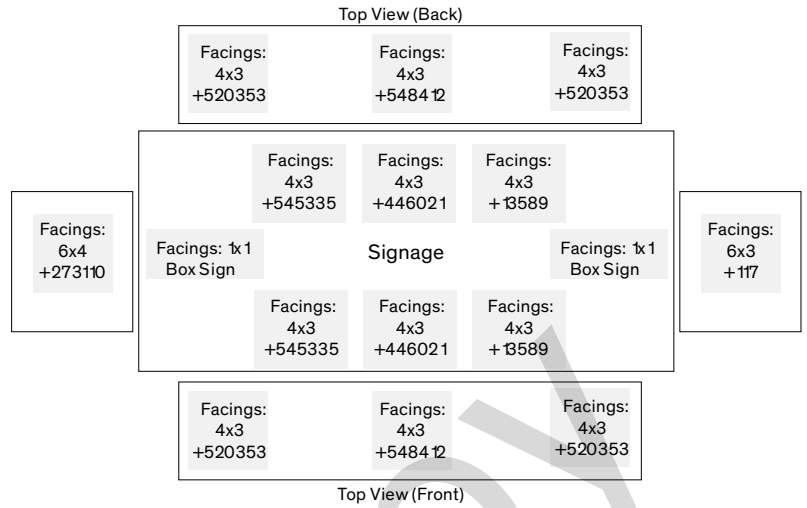 Top View (Back)
Facings:
4x3
+520353
Facings:
4x3
+548412
Facings:
4x3
+520353
Facings:
4x3
+545335
Facings:
4x3
+446021
Facings:
4x3
+13589
Facings:
6x4
+273110
Facings: 1x1
Box Sign
Signage
Facings: 1x1
Box Sign
Facings:
6x3
+117
Facings:
4x3
+545335
Facings:
4x3
+446021
Facings:
4x3
+13589
Facings:
4x3
+520353
Facings:
4x3
+548412
Facings:
4x3
+520353
Top View (Front)